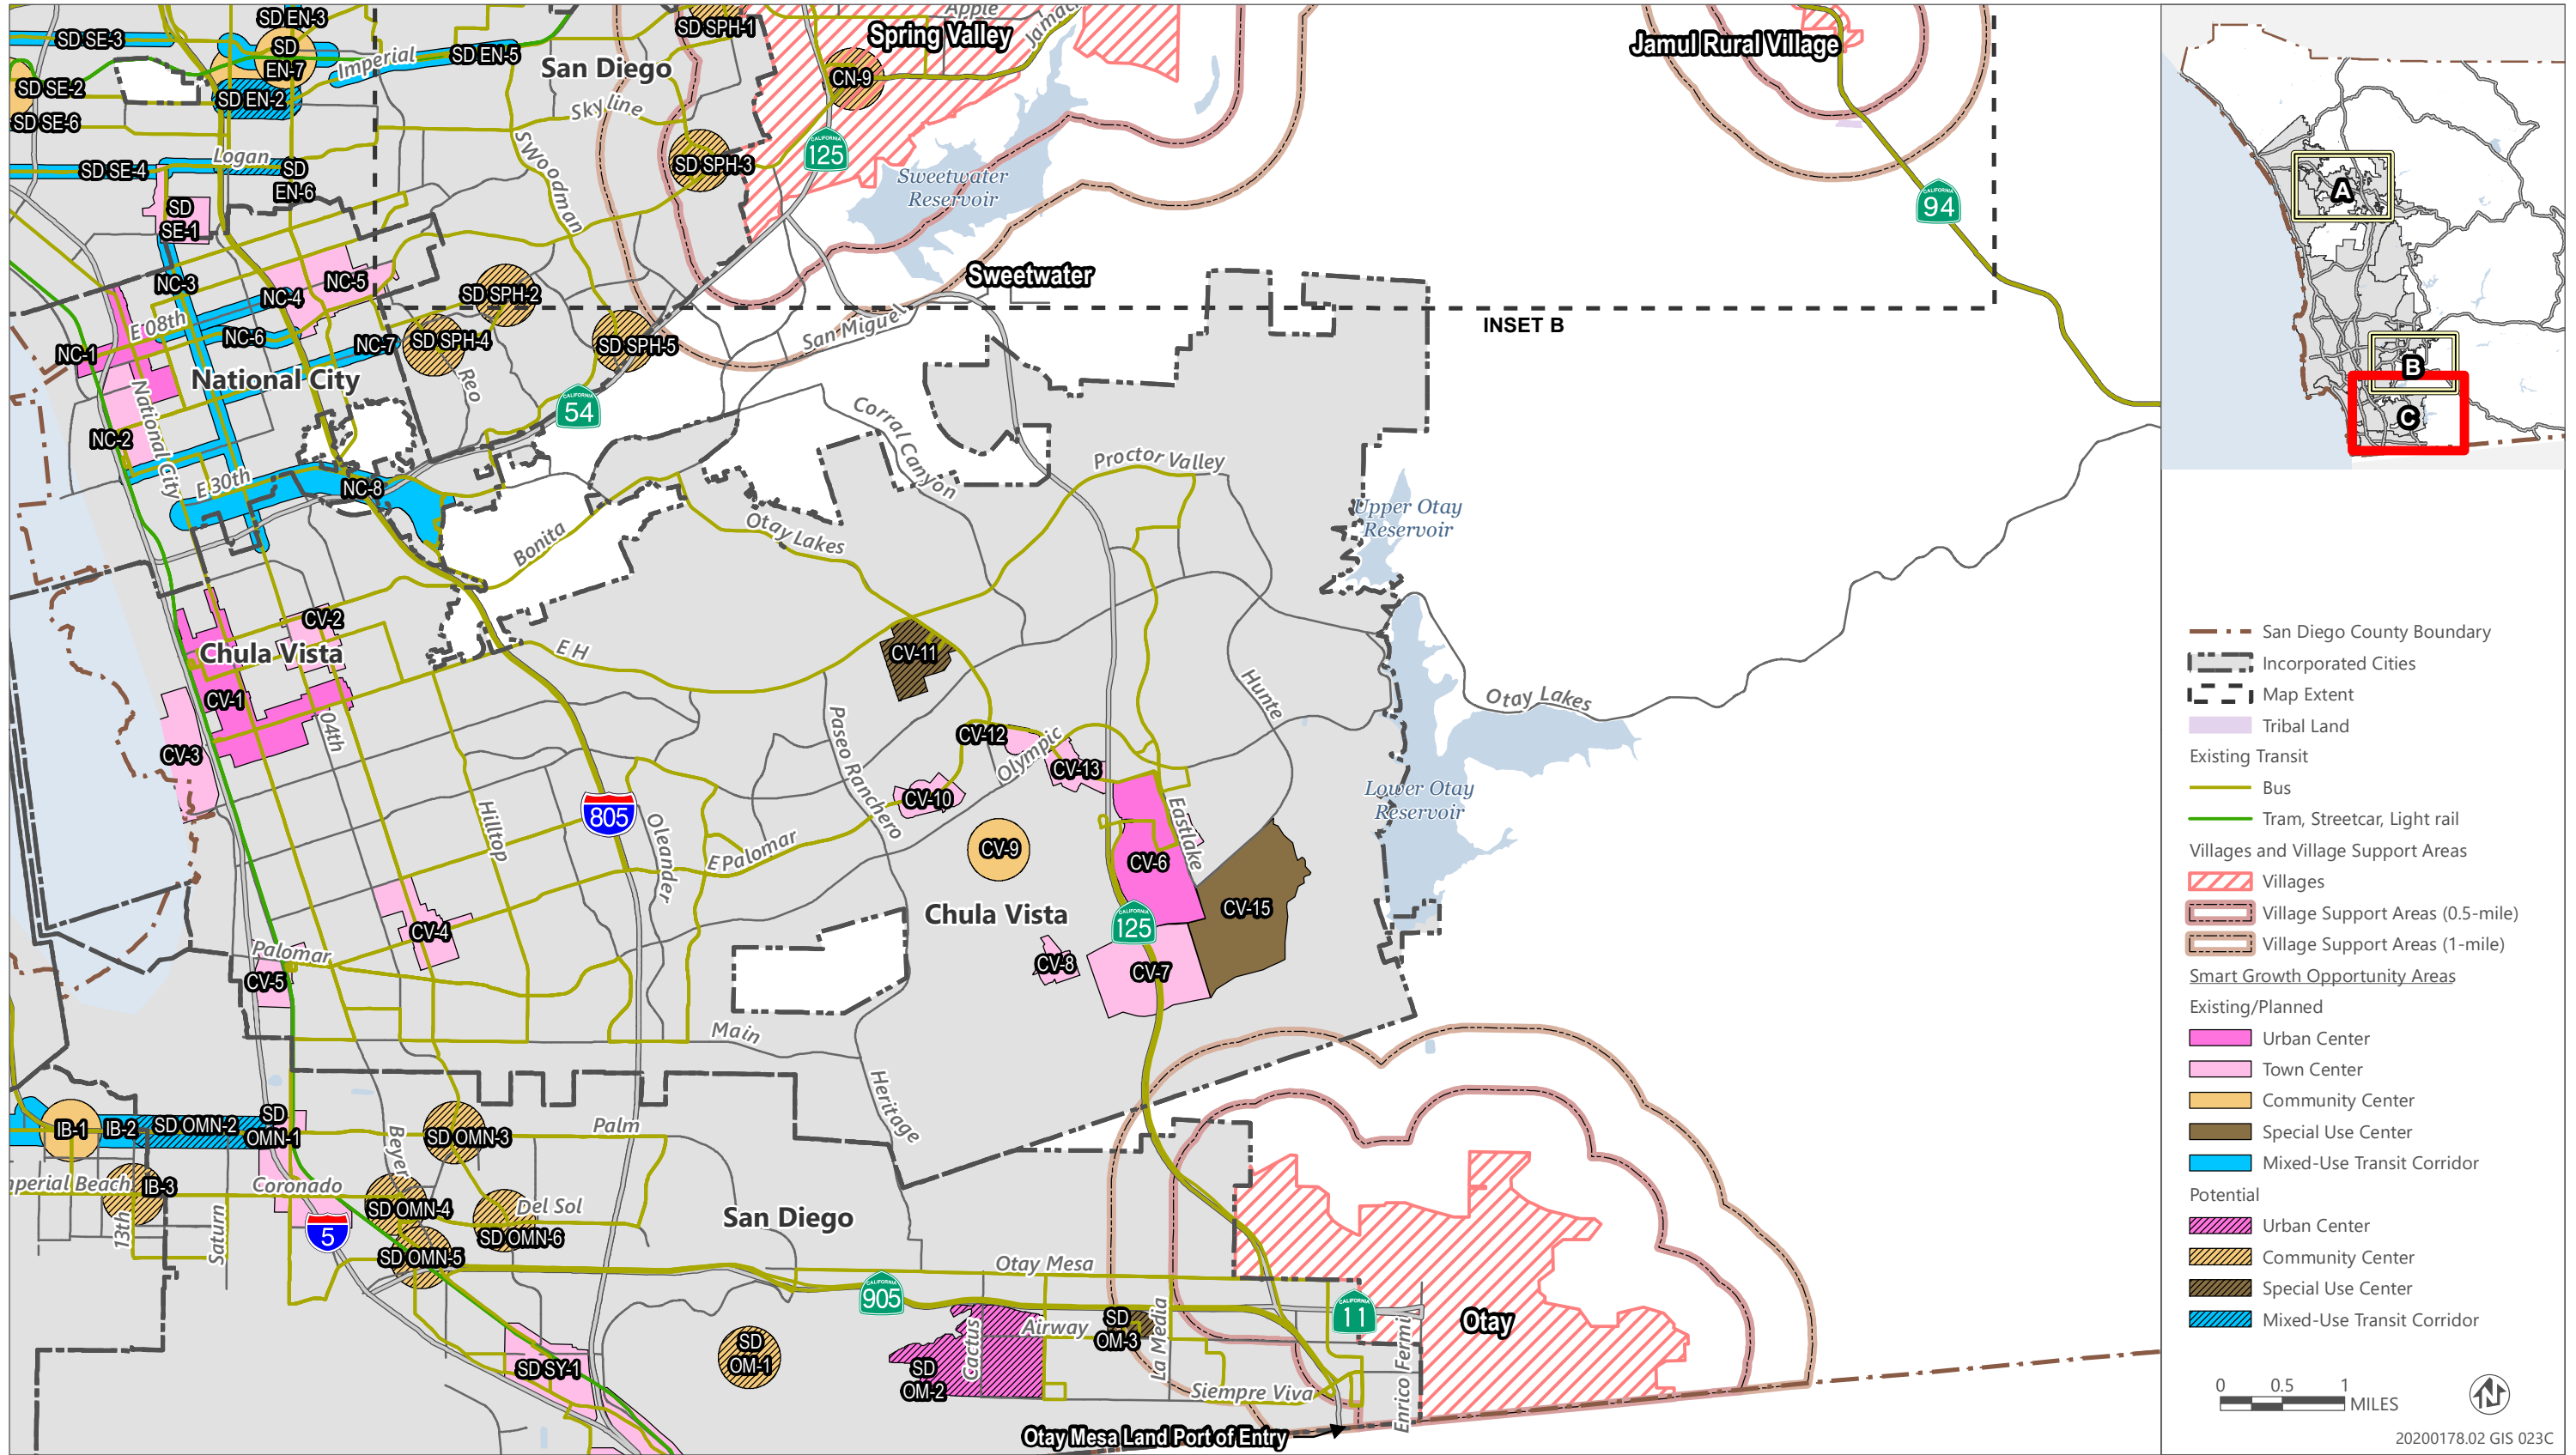 SD EN-3
Apple
SD SPH-1
Spring Valley
Jamac
Jamul Rural Village
SD SE-3
SD
EN-7
Imperial
SD EN-5
San Diego
CN-9
SD SE-2
SD EN-2
Skyline
SD SE-6
S Woodman
CALIFORNIA
125
Logan
SD SE-4
SD
EN-6
SD SPH-3
Sweetwater
Reservoir
CALIFORNIA
94
SD
SE-1
NC-3
NC-4
NC-5
SD SPH-2
Sweetwater
E 08th
NC-6
NC-7
SD SPH-4
SD SPH-5
San Miguel
INSET B
NC-1
National City
National City
Reo
CALIFORNIA
54
NC-2
Corral Canyon
Proctor Valley
E 30th
NC-8
Bonita
Otay Lakes
Upper Otay
Reservoir
CV-2
Chula Vista
E H
CV-11
Hunte
Otay Lakes
CV-1
04th
CV-3
Paseo Ranchero
CV-12
Olympic
CV-13
CV-10
Lower Otay
Reservoir
805
Hilltop
Oleander
E Palomar
CV-9
Eastlake
CV-6
CV-15
Chula Vista
CALIFORNIA
125
CV-4
Palomar
CV-5
CV-8
CV-7
Main
Heritage
IB-1
IB-2
SD OMN-2
SD
OMN-1
Beyer
SD OMN-3
Palm
mperial Beach
IB-3
Coronado
13th
Saturn
5
SD OMN-4
Del Sol
SD OMN-6
SD OMN-5
San Diego
Otay Mesa
CALIFORNIA
905
CALIFORNIA
11
Otay
SD
OM-1
SD
OM-2
Cactus
Airway
SD
OM-3
La Media
Siempre Viva
Enrico Fermi
SD SY-1
Otay Mesa Land Port of Entry
A
B
C
San Diego County Boundary
Incorporated Cities
Map Extent
Tribal Land
Existing Transit
Bus
Tram, Streetcar, Light rail
Villages and Village Support Areas
Villages
Village Support Areas (0.5-mile)
Village Support Areas (1-mile)
Smart Growth Opportunity Areas
Existing/Planned
Urban Center
Town Center
Community Center
Special Use Center
Mixed-Use Transit Corridor
Potential
Urban Center
Community Center
Special Use Center
Mixed-Use Transit Corridor
0 0.5 1
MILES
N
20200178.02 GIS 023C